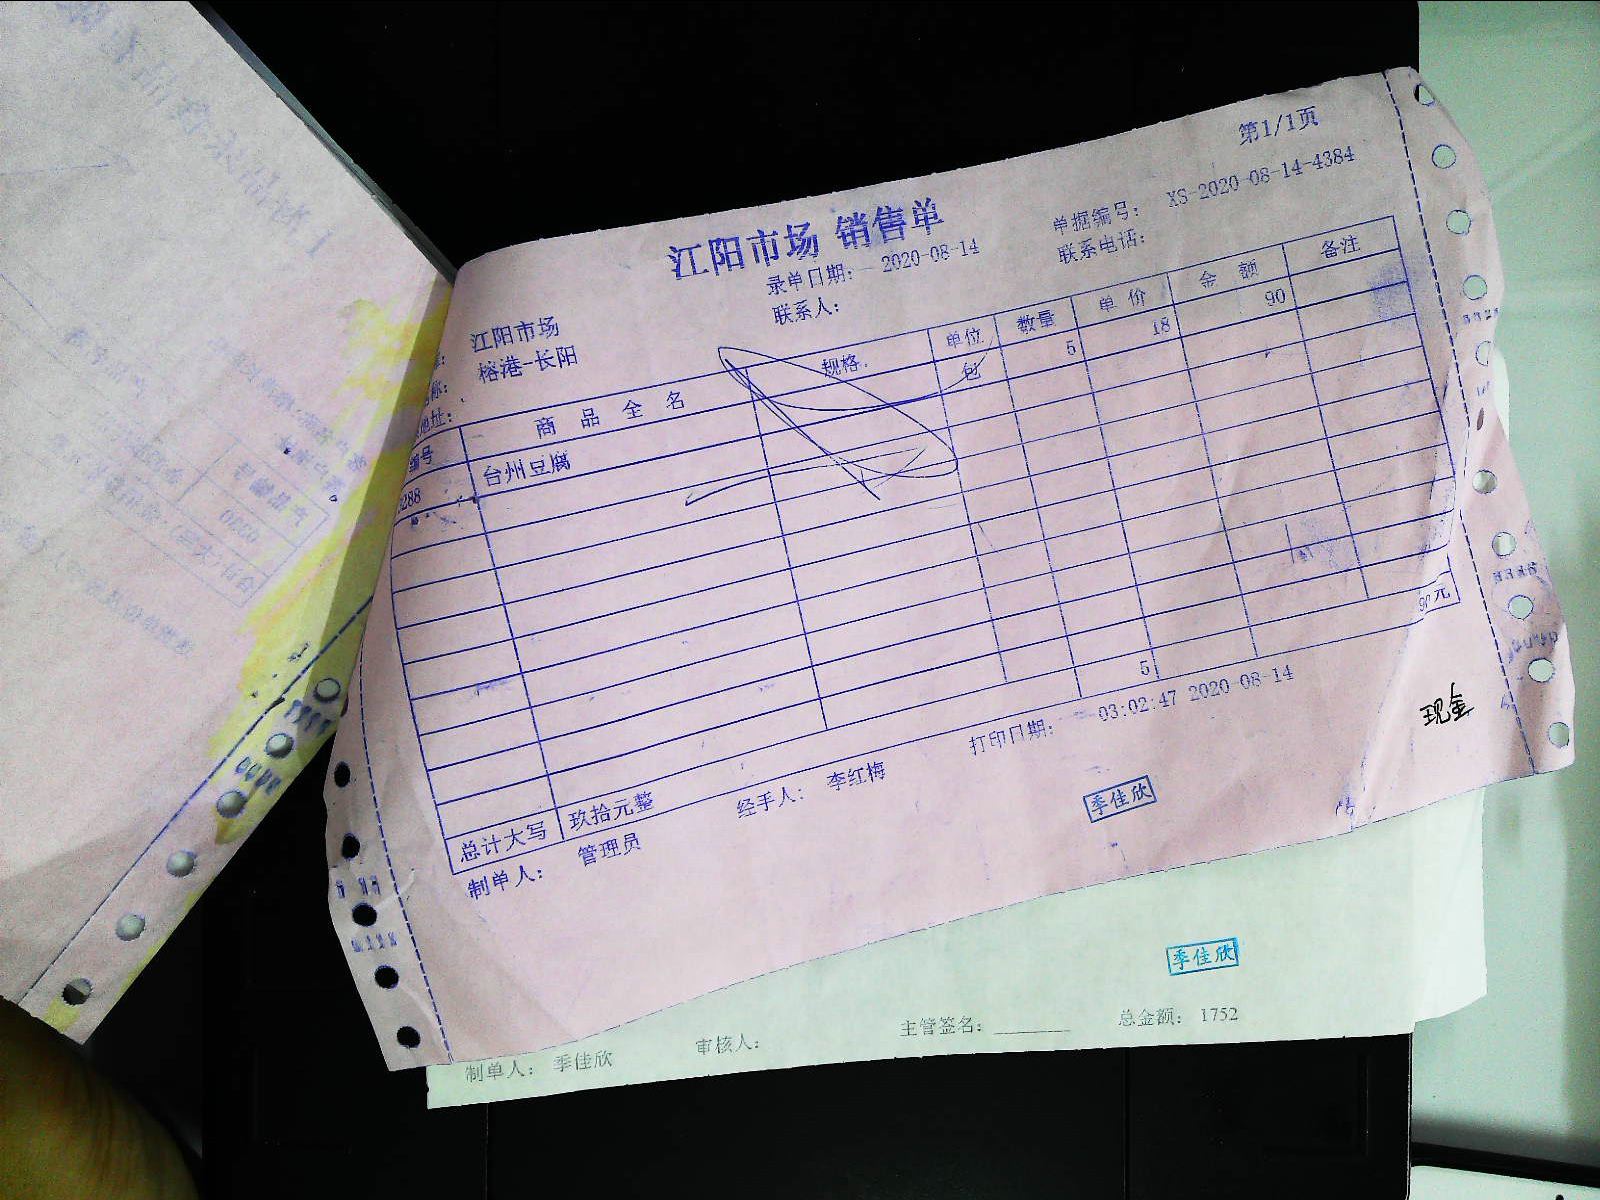 第1/1页
江阳市场 销售单
单据编号: XS-2020-08-14-4384
录单日期: 2020-08-14
联系电话:
联系人:
江阳市场
榕港-长阳
编号 商品全名 规格 单位 数量 单价 金额 备注
288 台州豆腐 包 5 18 90
5
总计大写 玖拾元整 90元
制单人: 管理员 经手人: 李红梅 打印日期: 03:02:47 2020-08-14
现金
季佳欣
季佳欣
制单人: 季佳欣 审核人: 主管签名: 总金额: 1752